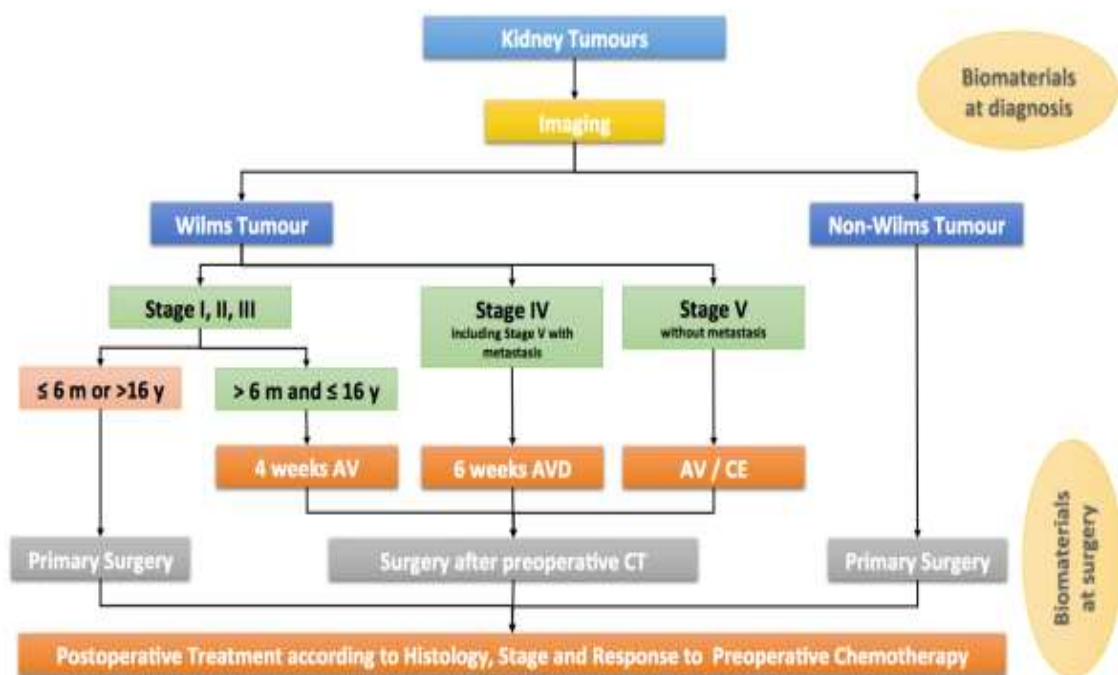 Kidney Tumours
Biomaterials
at diagnosis
Imaging
Wilms Tumour
Non-Wilms Tumour
Stage I, II, III
Stage IV
including Stage V with
metastasis
Stage V
without metastasis
≤ 6 m or >16 y
> 6 m and ≤ 16 y
4 weeks AV
6 weeks AVD
AV / CE
Primary Surgery
Surgery after preoperative CT
Primary Surgery
Biomaterials
at surgery
Postoperative Treatment according to Histology, Stage and Response to Preoperative Chemotherapy